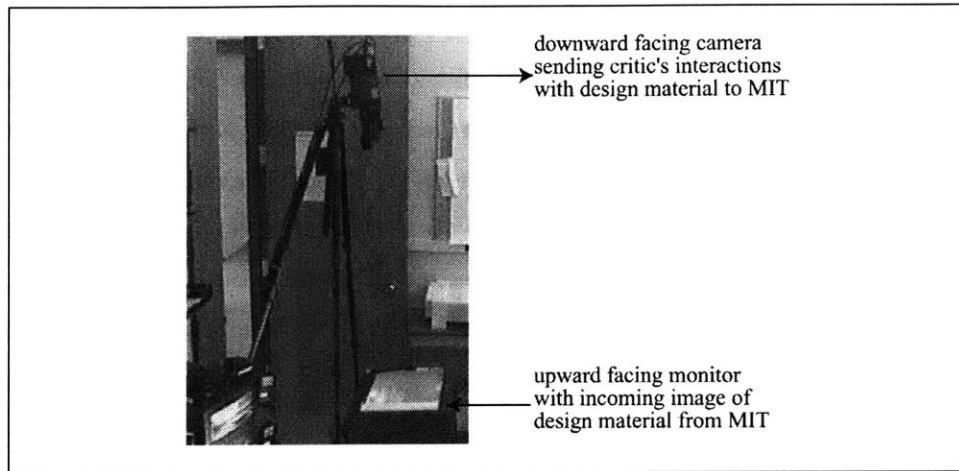 downward facing camera
sending critic's interactions
with design material to MIT
upward facing monitor
with incoming image of
design material from MIT